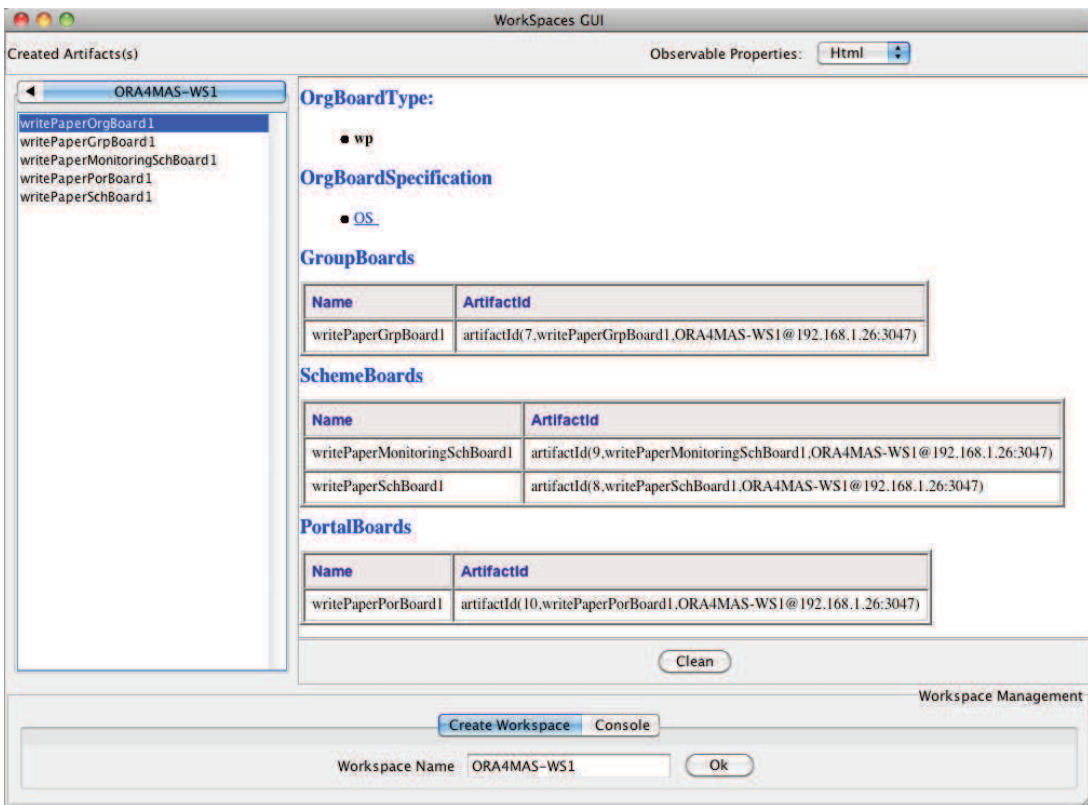 WorkSpaces GUI
Created Artifacts(s)
Observable Properties: Html
ORA4MAS-WS1
writePaperOrgBoard1
writePaperGrpBoard1
writePaperMonitoringSchBoard1
writePaperPorBoard1
writePaperSchBoard1
OrgBoardType:
wp
OrgBoardSpecification
OS
GroupBoards
Name ArtifactId
writePaperGrpBoard1 artifactId(7,writePaperGrpBoard1,ORA4MAS-WS1@192.168.1.26:3047)
SchemeBoards
Name ArtifactId
writePaperMonitoringSchBoard1 artifactId(9,writePaperMonitoringSchBoard1,ORA4MAS-WS1@192.168.1.26:3047)
writePaperSchBoard1 artifactId(8,writePaperSchBoard1,ORA4MAS-WS1@192.168.1.26:3047)
PortalBoards
Name ArtifactId
writePaperPorBoard1 artifactId(10,writePaperPorBoard1,ORA4MAS-WS1@192.168.1.26:3047)
Clean
Workspace Management
Create Workspace Console
Workspace Name ORA4MAS-WS1 Ok